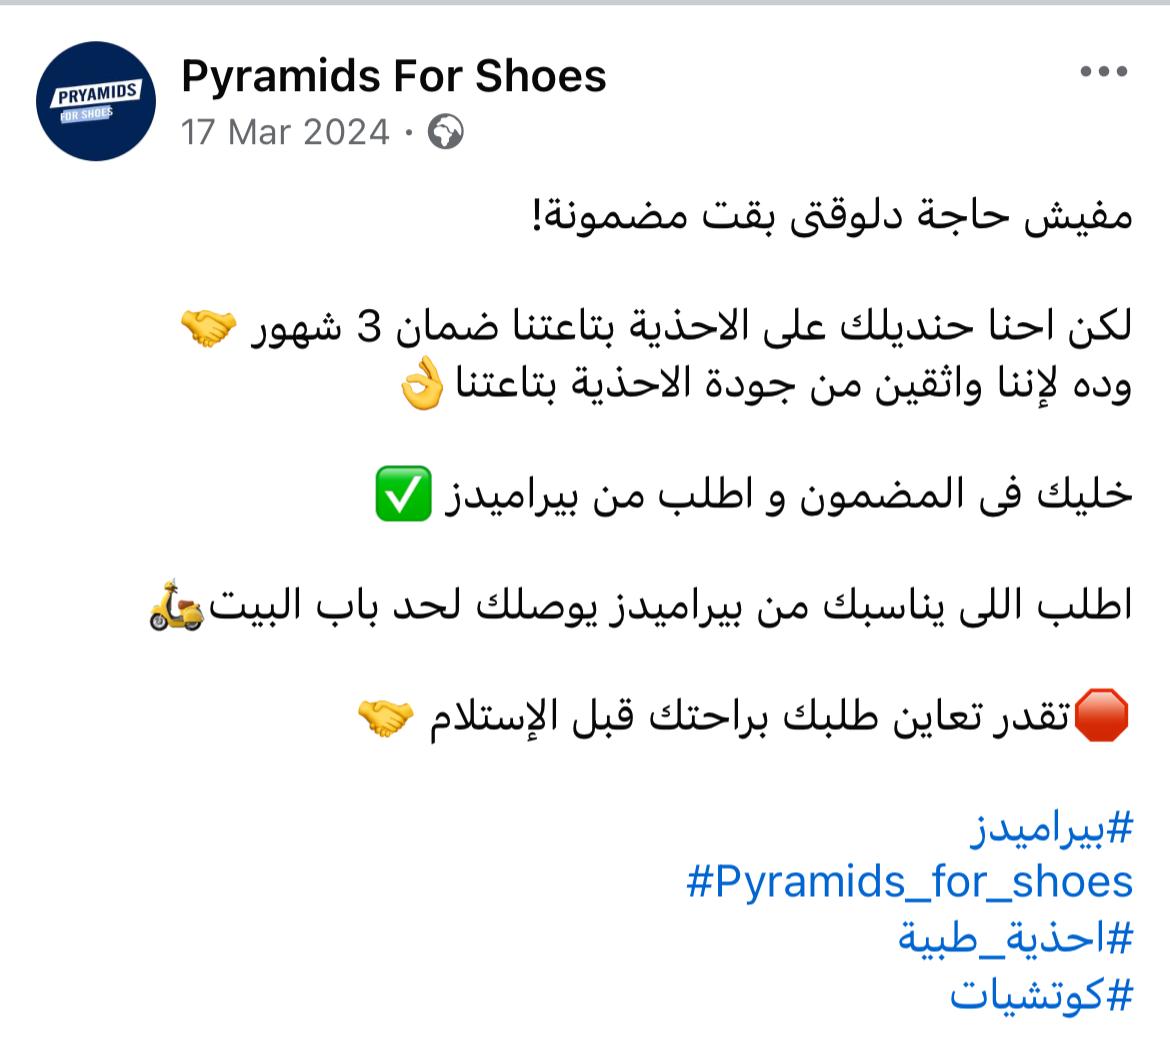 PRYAMIDS
FOR SHOES
Pyramids For Shoes
17 Mar 2024 ·
مفيش حاجة دلوقتى بقت مضمونة!
لكن احنا حنديلك على الاحذية بتاعتنا ضمان 3 شهور 🤝
وده لإننا واثقين من جودة الاحذية بتاعتنا👌
خليك فى المضمون و اطلب من بيراميدز ✅
اطلب اللى يناسبك من بيراميدز يوصلك لحد باب البيت🛵
🛑تقدر تعاين طلبك براحتك قبل الإستلام 🤝
#بيراميدز
#Pyramids_for_shoes
#احذية_طبية
#كوتشيات